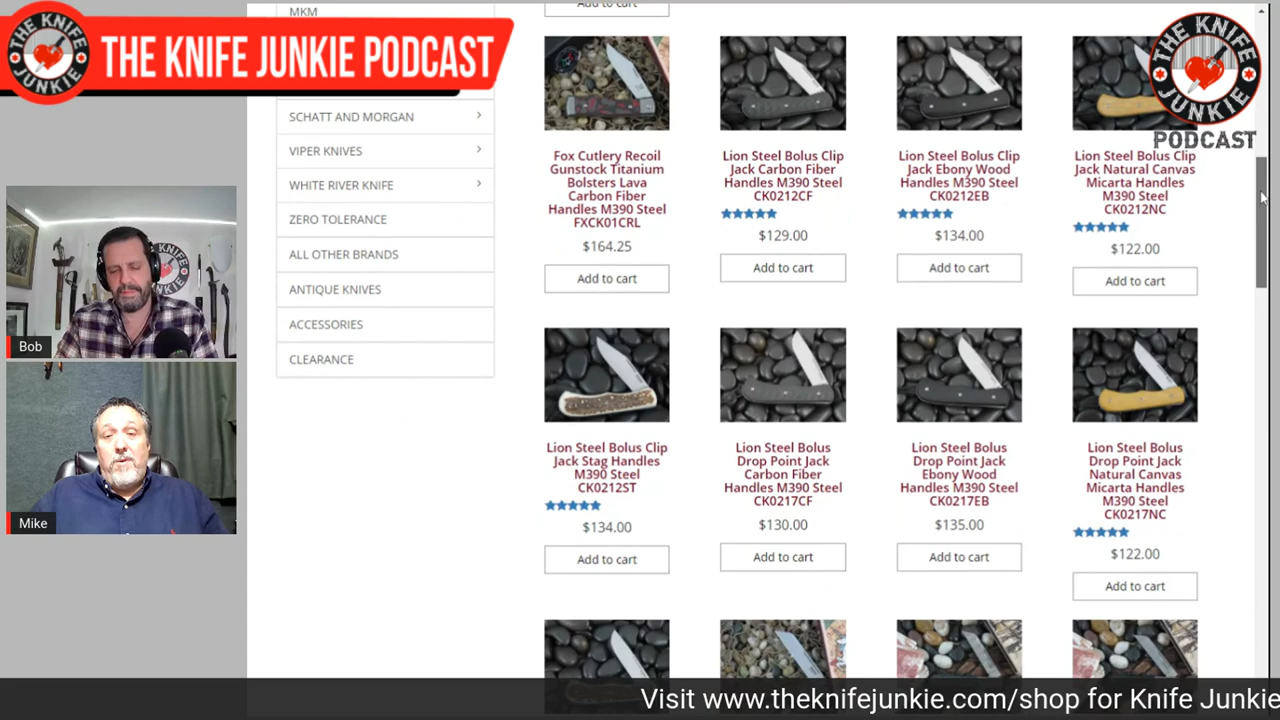 THE KNIFE JUNKIE PODCAST
THE KNIFE
JUNKIE
THE KNIFE
JUNKIE
PODCAST
MKM
SCHATT AND MORGAN
VIPER KNIVES
WHITE RIVER KNIFE
ZERO TOLERANCE
ALL OTHER BRANDS
ANTIQUE KNIVES
ACCESSORIES
CLEARANCE
Add to cart
Fox Cutlery Recoil
Gunstock Titanium
Bolsters Lava
Carbon Fiber
Handles M390 Steel
FXCK01CRL
$164.25
Add to cart
Lion Steel Bolus Clip
Jack Carbon Fiber
Handles M390 Steel
CK0212CF
$129.00
Add to cart
Lion Steel Bolus Clip
Jack Ebony Wood
Handles M390 Steel
CK0212EB
$134.00
Add to cart
Lion Steel Bolus Clip
Jack Natural Canvas
Micarta Handles
M390 Steel
CK0212NC
$122.00
Add to cart
Lion Steel Bolus Clip
Jack Stag Handles
M390 Steel
CK0212ST
$134.00
Add to cart
Lion Steel Bolus
Drop Point Jack
Carbon Fiber
Handles M390 Steel
CK0217CF
$130.00
Add to cart
Lion Steel Bolus
Drop Point Jack
Ebony Wood
Handles M390 Steel
CK0217EB
$135.00
Add to cart
Lion Steel Bolus
Drop Point Jack
Natural Canvas
Micarta Handles
M390 Steel
CK0217NC
$122.00
Add to cart
Bob
Mike
Visit www.theknifejunkie.com/shop for Knife Junkie